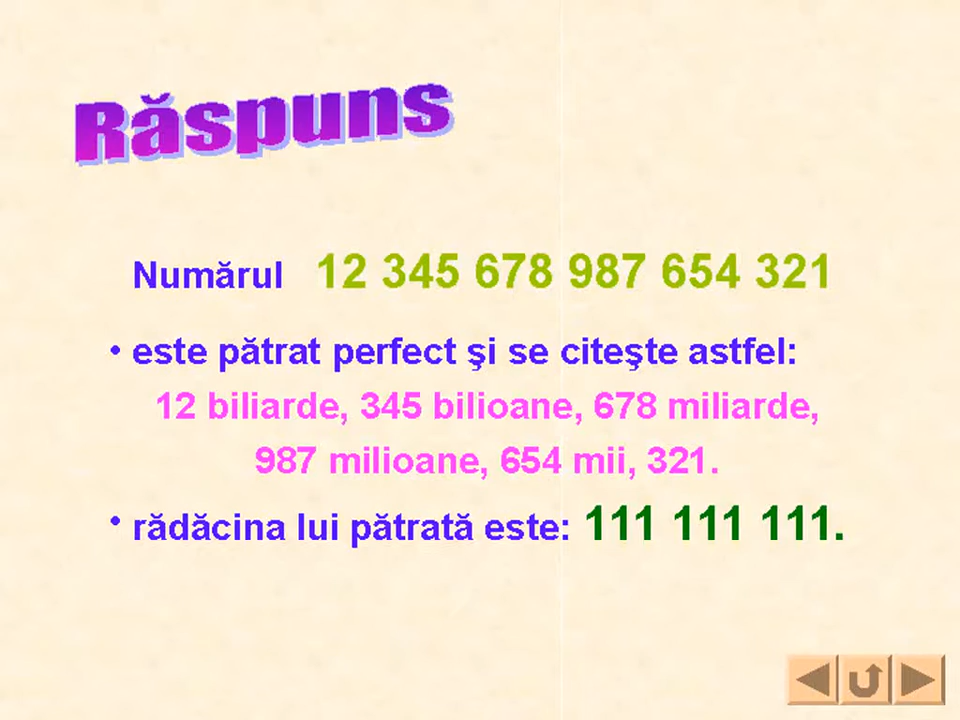 Răspuns
Numărul 12 345 678 987 654 321
• este pătrat perfect şi se citeşte astfel:
12 biliarde, 345 bilioane, 678 miliarde,
987 milioane, 654 mii, 321.
• rădăcina lui pătrată este: 111 111 111.